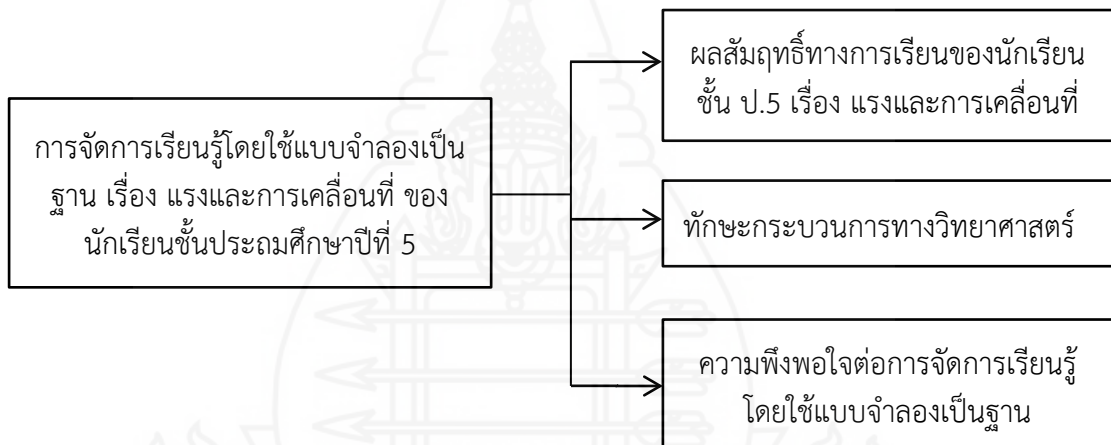 การจัดการเรียนรู้โดยใช้แบบจำลองเป็น
ฐาน เรื่อง แรงและการเคลื่อนที่ ของ
นักเรียนชั้นประถมศึกษาปีที่ 5
ผลสัมฤทธิ์ทางการเรียนของนักเรียน
ชั้น ป.5 เรื่อง แรงและการเคลื่อนที่
ทักษะกระบวนการทางวิทยาศาสตร์
ความพึงพอใจต่อการจัดการเรียนรู้
โดยใช้แบบจำลองเป็นฐาน